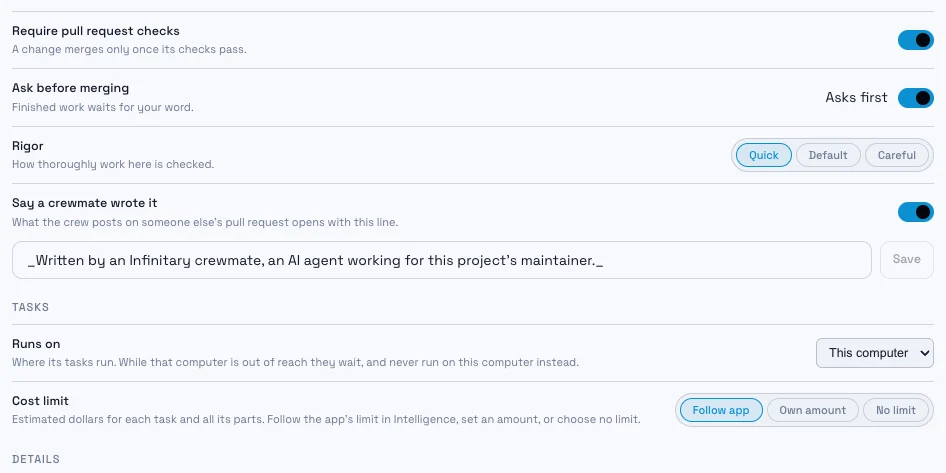 Require pull request checks
A change merges only once its checks pass.
Ask before merging
Finished work waits for your word.
Asks first
Rigor
How thoroughly work here is checked.
Quick
Default
Careful
Say a crewmate wrote it
What the crew posts on someone else's pull request opens with this line.
_Written by an Infinitary crewmate, an AI agent working for this project's maintainer._
Save
TASKS
Runs on
Where its tasks run. While that computer is out of reach they wait, and never run on this computer instead.
This computer
Cost limit
Estimated dollars for each task and all its parts. Follow the app's limit in Intelligence, set an amount, or choose no limit.
Follow app
Own amount
No limit
DETAILS